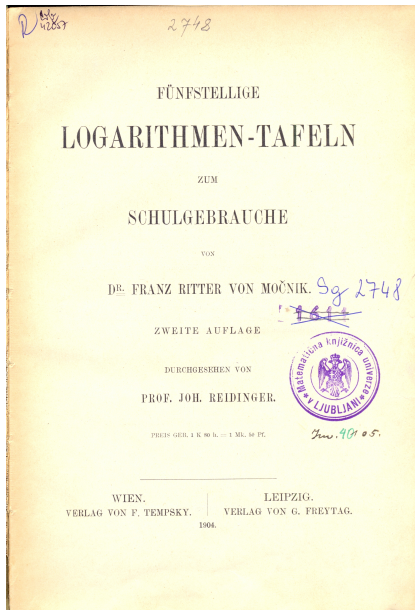 2748
FÜNFSTELLIGE
LOGARITHMEN-TAFELN
ZUM
SCHULGEBRAUCHE
VON
DR. FRANZ RITTER VON MOČNIK.
Sg 2748
ZWEITE AUFLAGE
DURCHGESEHEN VON
PROF. JOH. REIDINGER.
Matematična knjižnica univerze
v LJUBLJANI
PREIS GEB. 1 K 80 h. = 1 Mk. 50 Pf.
WIEN.
VERLAG VON F. TEMPSKY.
LEIPZIG.
VERLAG VON G. FREYTAG.
1904.